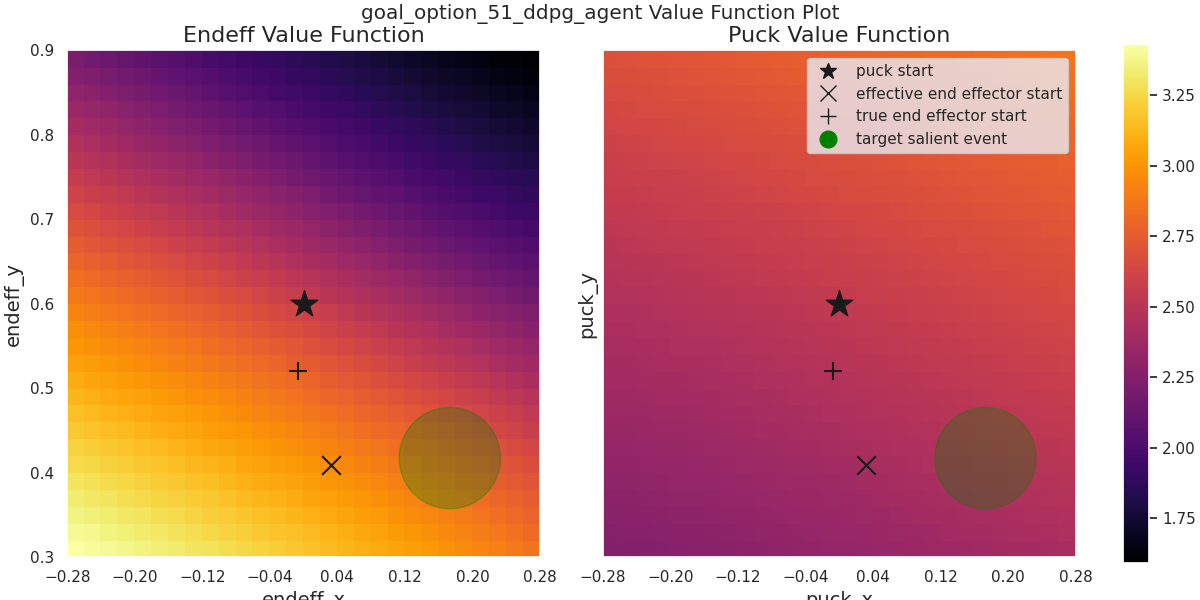 goal_option_51_ddpg_agent Value Function Plot
Endeff Value Function
endeff_y
0.9
0.8
0.7
0.6
0.5
0.4
0.3
−0.28 −0.20 −0.12 −0.04 0.04 0.12 0.20 0.28
endeff_x
Puck Value Function
puck_y
puck start
effective end effector start
true end effector start
target salient event
−0.28 −0.20 −0.12 −0.04 0.04 0.12 0.20 0.28
puck_x
3.25
3.00
2.75
2.50
2.25
2.00
1.75